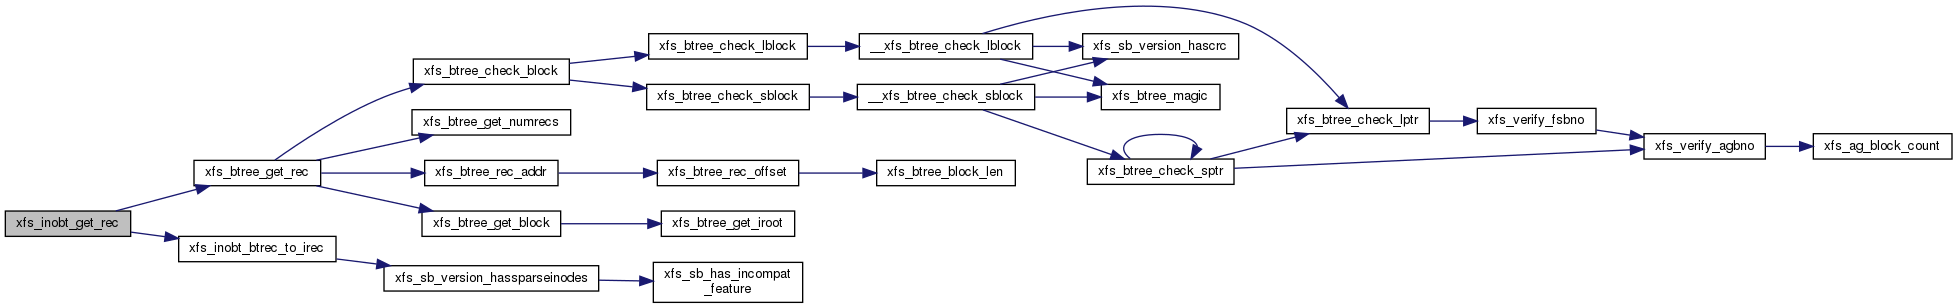 xfs_inobt_get_rec
xfs_btree_get_rec
xfs_inobt_btrec_to_irec
xfs_btree_check_block
xfs_btree_get_numrecs
xfs_btree_rec_addr
xfs_btree_get_block
xfs_sb_version_hassparseinodes
xfs_btree_check_lblock
xfs_btree_check_sblock
xfs_btree_rec_offset
xfs_btree_get_iroot
xfs_sb_has_incompat
_feature
__xfs_btree_check_lblock
__xfs_btree_check_sblock
xfs_btree_block_len
xfs_sb_version_hascrc
xfs_btree_magic
xfs_btree_check_sptr
xfs_btree_check_lptr
xfs_verify_fsbno
xfs_verify_agbno
xfs_ag_block_count